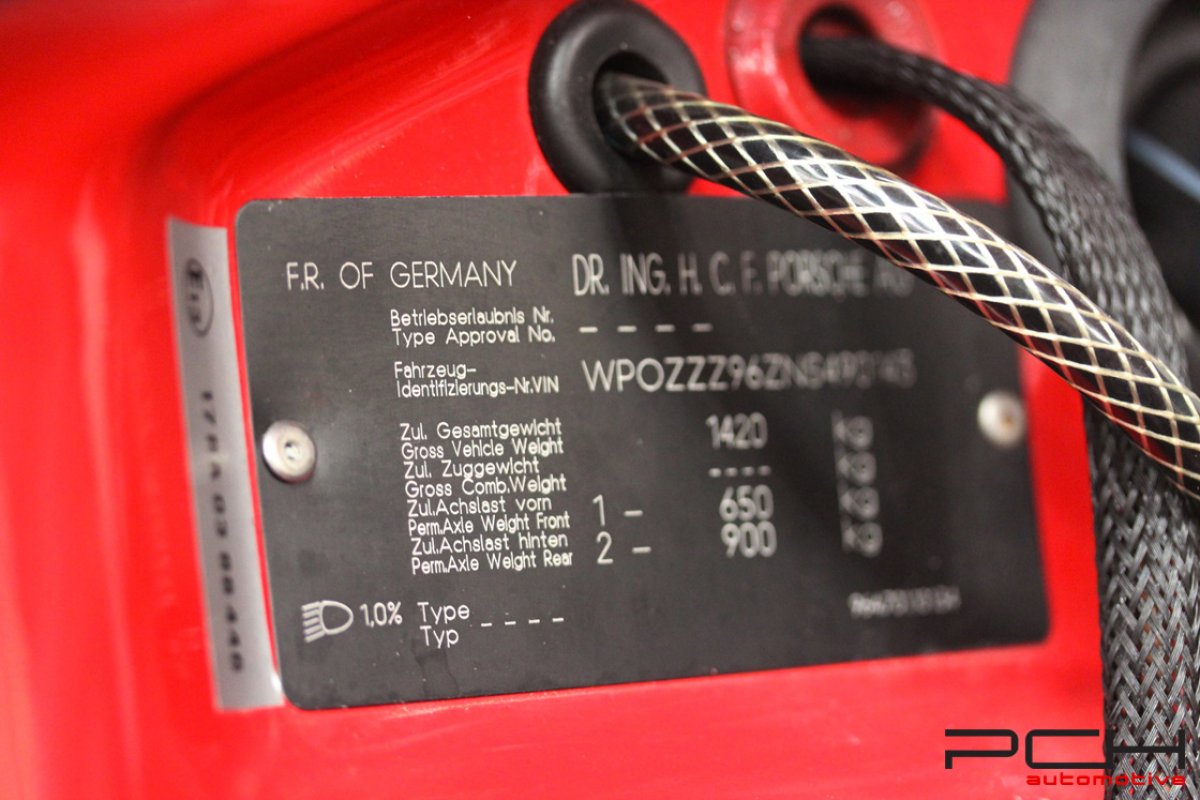 F.R. OF GERMANY DR. ING. H. C. F. PORSCHE AG
Betriebserlaubnis Nr.
Type Approval No. – – – –
Fahrzeug-
Identifizierungs-Nr.VIN
Zul. Gesamtgewicht 1420 kg
Gross Vehicle Weight
Zul. Zuggewicht ---- kg
Gross Comb.Weight
Zul.Achslast vorn 1 – 650 kg
Perm.Axle Weight Front
Zul.Achslast hinten 2 – 900 kg
Perm.Axle Weight Rear
1,0% Type
Typ – – – –
PCH
automotive